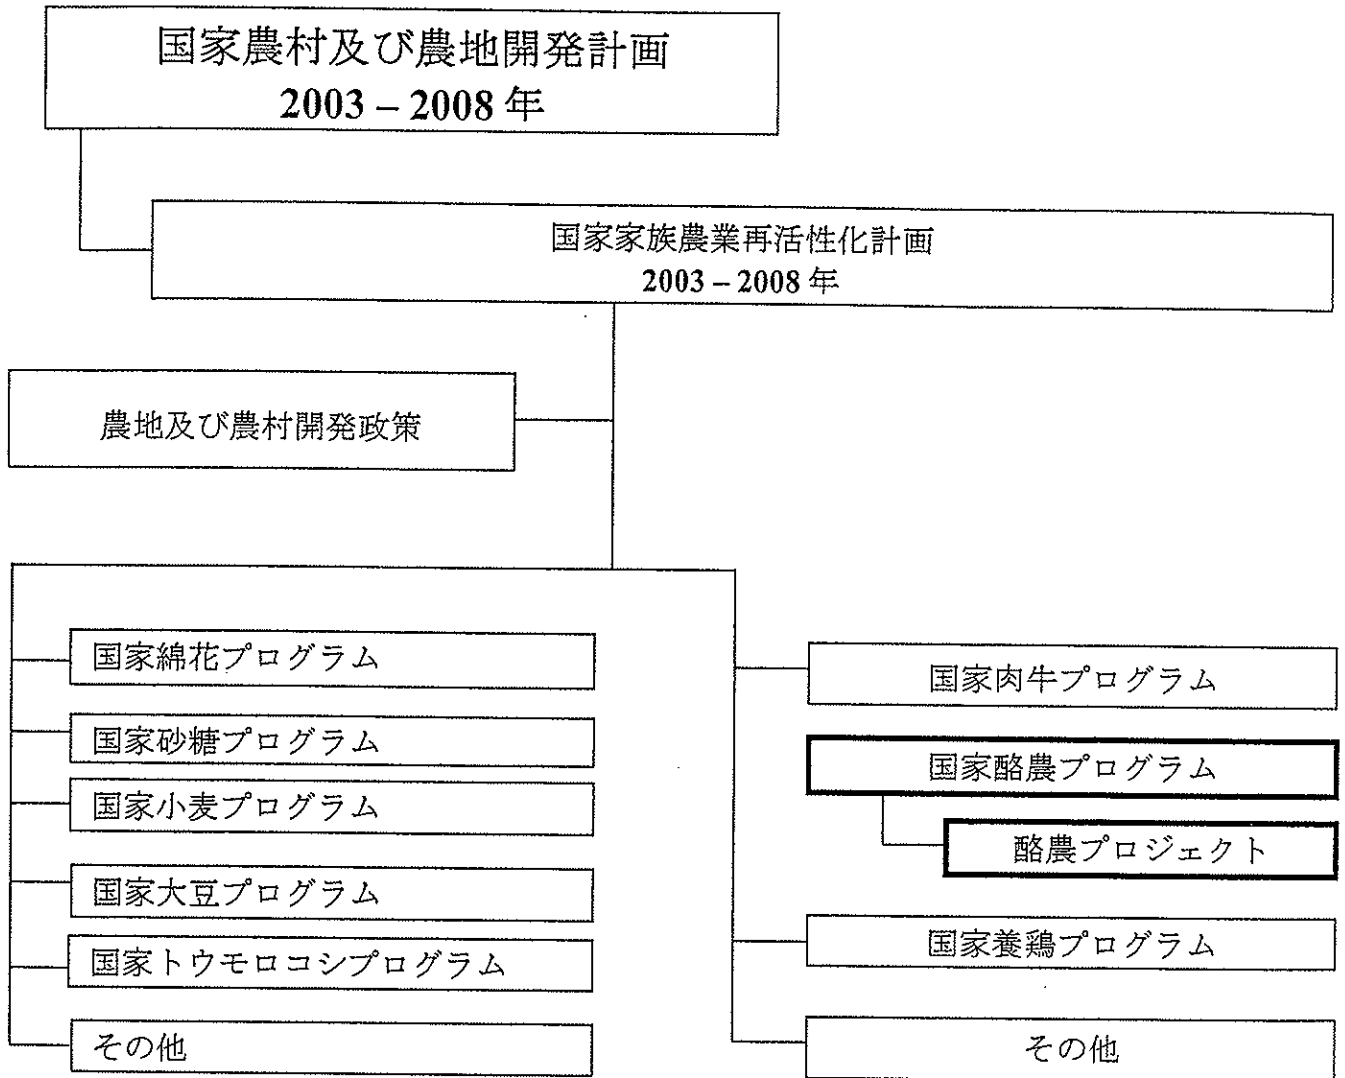 国家農村及び農地開発計画
2003 – 2008 年
国家家族農業再活性化計画
2003 – 2008 年
農地及び農村開発政策
国家綿花プログラム
国家砂糖プログラム
国家小麦プログラム
国家大豆プログラム
国家トウモロコシプログラム
その他
国家肉牛プログラム
国家酪農プログラム
酪農プロジェクト
国家養鶏プログラム
その他